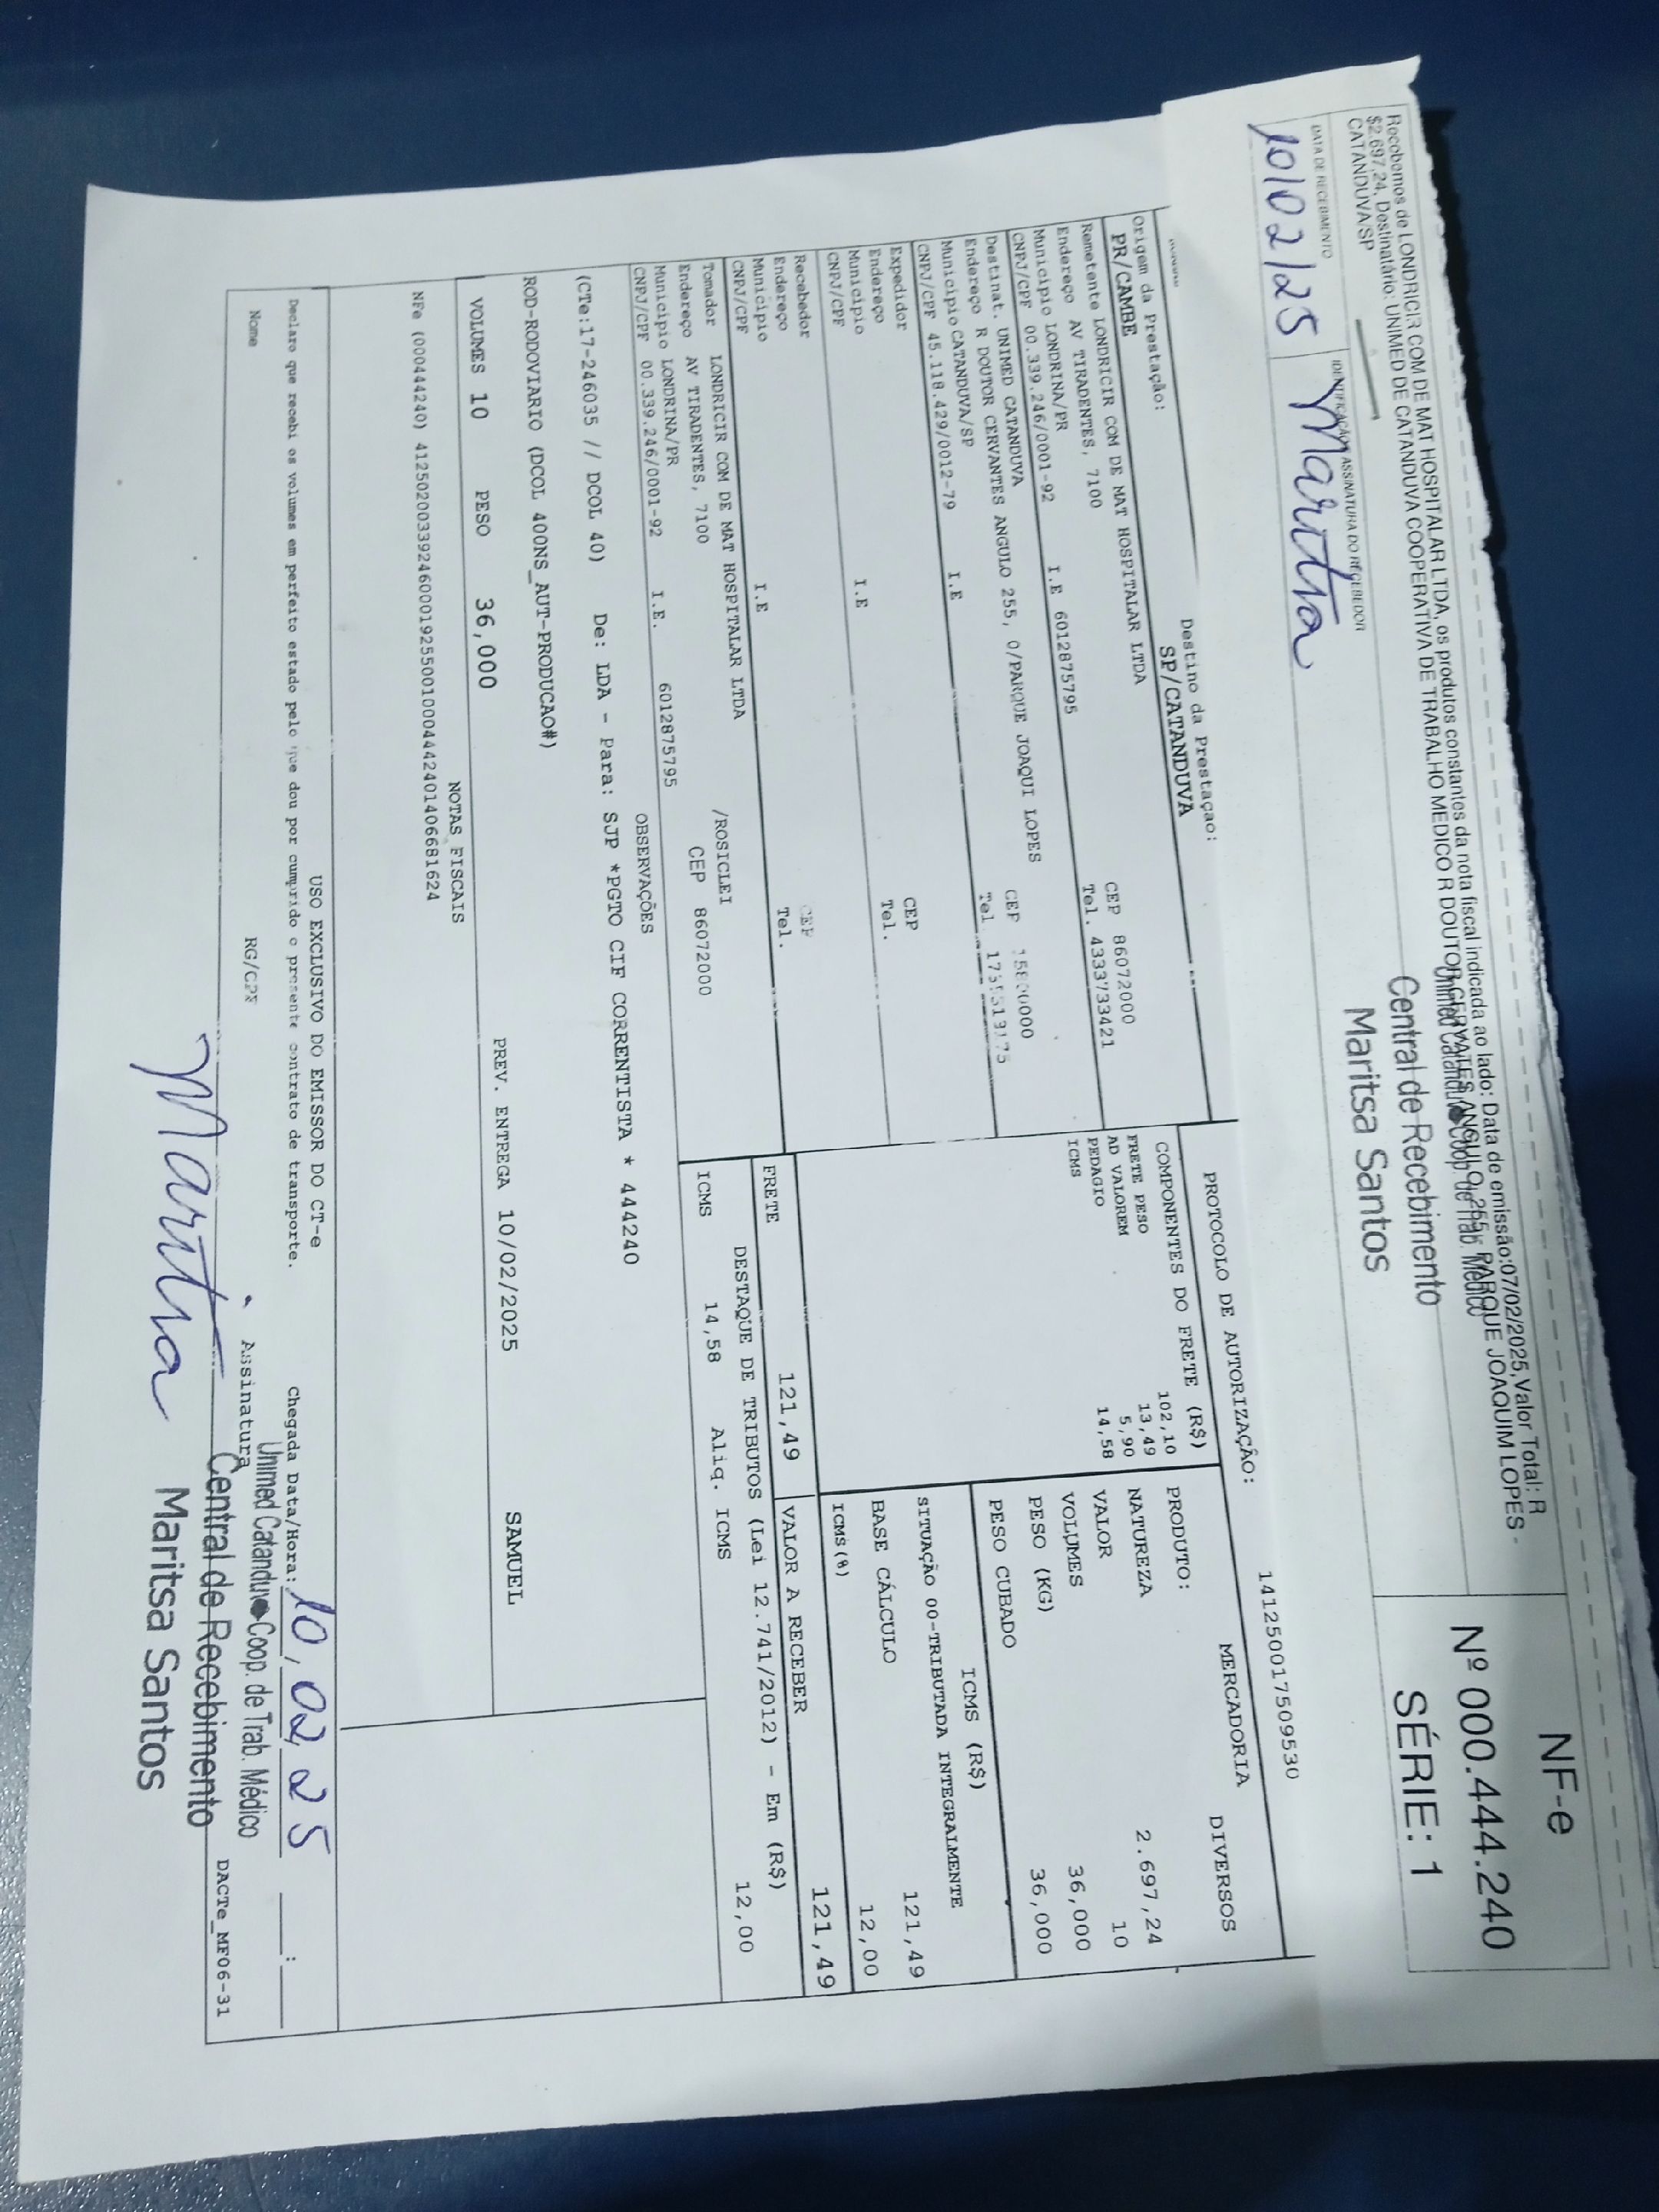 Recebemos de LONDRICIR COM DE MAT HOSPITALAR LTDA, os produtos constantes da nota fiscal indicada ao lado: Data de emissão:07/02/2025,Valor Total: R
$2.697,24, Destinatário: UNIMED DE CATANDUVA COOPERATIVA DE TRABALHO MEDICO R DOUTOR CERVANTES ANGULO, 255, PARQUE JOAQUIM LOPES -
CATANDUVA/SP
NF-e
Nº 000.444.240
SÉRIE: 1
DATA DE RECEBIMENTO
IDENTIFICAÇÃO E ASSINATURA DO RECEBEDOR
10/02/25
Maritsa
Unimed Catanduva Coop. de Trab. Médico
Central de Recebimento
Maritsa Santos
Origem da Prestação:
PR/CAMBE
Destino da Prestaçao:
SP/CATANDUVA
PROTOCOLO DE AUTORIZAÇÃO:
141250017509530
Remetente LONDRICIR COM DE MAT HOSPITALAR LTDA
Endereço AV TIRADENTES, 7100
CEP 86072000
Municipio LONDRINA/PR
Tel. 4333733421
CNPJ/CPF 00.339.246/0001-92 I.E 6012875795
Destinat. UNIMED CATANDUVA
Endereço R DOUTOR CERVANTES ANGULO 255, 0/PARQUE JOAQUI LOPES
CEP
Municipio CATANDUVA/SP
Tel
CNPJ/CPF 45.118.429/0012-79 I.E
Expedidor
Endereço
CEP
Municipio
Tel.
CNPJ/CPF I.E
Recebedor
Endereço
CEP
Municipio
Tel.
CNPJ/CPF I.E
Tomador LONDRICIR COM DE MAT HOSPITALAR LTDA
/ROSICLEI
Endereço AV TIRADENTES, 7100
CEP 86072000
Municipio LONDRINA/PR
CNPJ/CPF 00.339.246/0001-92 I.E. 6012875795
COMPONENTES DO FRETE (R$)
FRETE PESO 102,10
AD VALOREM 13,49
PEDAGIO 5,90
ICMS 14,58
MERCADORIA
PRODUTO: DIVERSOS
NATUREZA
VALOR 2.697,24
VOLUMES 10
PESO (KG) 36,000
PESO CUBADO 36,000
ICMS (R$)
SITUAÇÃO 00-TRIBUTADA INTEGRALMENTE
BASE CÁLCULO 121,49
ICMS(%) 12,00
FRETE 121,49
VALOR A RECEBER 121,49
DESTAQUE DE TRIBUTOS (Lei 12.741/2012) - Em (R$)
ICMS 14,58 Aliq. ICMS 12,00
OBSERVAÇÕES
(CTe:17-246035 // DCOL 40) De: LDA - Para: SJP *PGTO CIF CORRENTISTA * 444240
ROD-RODOVIARIO (DCOL 400NS_AUT-PRODUCAO#)
VOLUMES 10 PESO 36,000 PREV. ENTREGA 10/02/2025 SAMUEL
NOTAS FISCAIS
NFe (000444240) 41250200339246000192550010004442401406681624
USO EXCLUSIVO DO EMISSOR DO CT-e
Declaro que recebi os volumes em perfeito estado pelo que dou por cumprido o presente contrato de transporte.
Chegada Data/Hora: 10,02,25 __:__
Nome
RG/CPF
Assinatura
Maritsa
Unimed Catanduva Coop. de Trab. Médico
Central de Recebimento
Maritsa Santos
DACTe_MF06-31